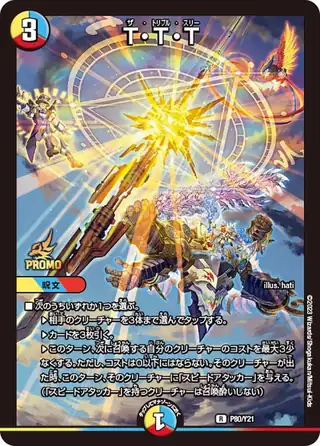 3
ザ・トリプル・スリー
T・T・T
PROMO
illus. hati
呪文
■ 次のうちいずれか1つを選ぶ。
▶相手のクリーチャーを3体まで選んでタップする。
▶カードを3枚引く。
▶このターン、次に召喚する自分のクリーチャーのコストを最大3少
なくする。ただし、コストは0以下にはならない。そのクリーチャーが出
た時、このターン、そのクリーチャーに「スピードアタッカー」を与える。
(「スピードアタッカー」を持つクリーチャーは召喚酔いしない)
©2023 Wizards/Shogakukan/Mitsui-Kids
1
R P80/Y21